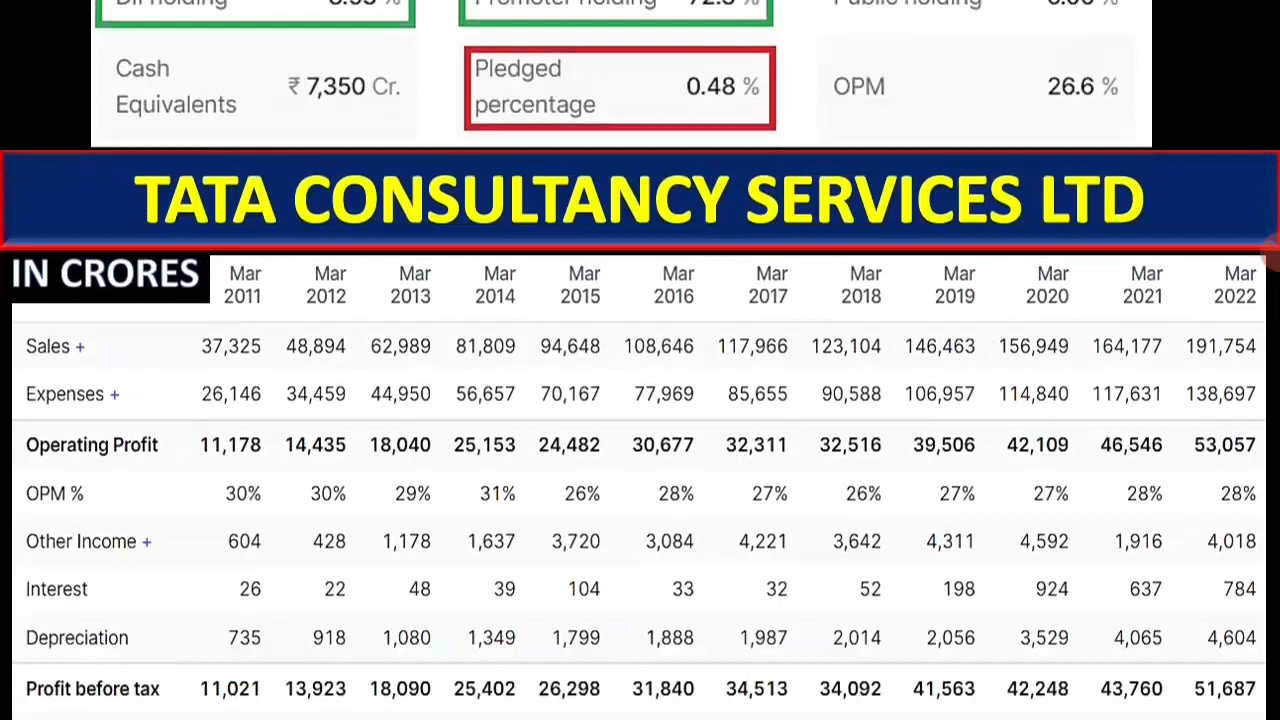 DII holding 8.% Promoter holding 72.3 % Public holding %
Cash Equivalents ₹ 7,350 Cr. Pledged percentage 0.48 % OPM 26.6 %
TATA CONSULTANCY SERVICES LTD
IN CRORES Mar 2011 Mar 2012 Mar 2013 Mar 2014 Mar 2015 Mar 2016 Mar 2017 Mar 2018 Mar 2019 Mar 2020 Mar 2021 Mar 2022
Sales + 37,325 48,894 62,989 81,809 94,648 108,646 117,966 123,104 146,463 156,949 164,177 191,754
Expenses + 26,146 34,459 44,950 56,657 70,167 77,969 85,655 90,588 106,957 114,840 117,631 138,697
Operating Profit 11,178 14,435 18,040 25,153 24,482 30,677 32,311 32,516 39,506 42,109 46,546 53,057
OPM % 30% 30% 29% 31% 26% 28% 27% 26% 27% 27% 28% 28%
Other Income + 604 428 1,178 1,637 3,720 3,084 4,221 3,642 4,311 4,592 1,916 4,018
Interest 26 22 48 39 104 33 32 52 198 924 637 784
Depreciation 735 918 1,080 1,349 1,799 1,888 1,987 2,014 2,056 3,529 4,065 4,604
Profit before tax 11,021 13,923 18,090 25,402 26,298 31,840 34,513 34,092 41,563 42,248 43,760 51,687